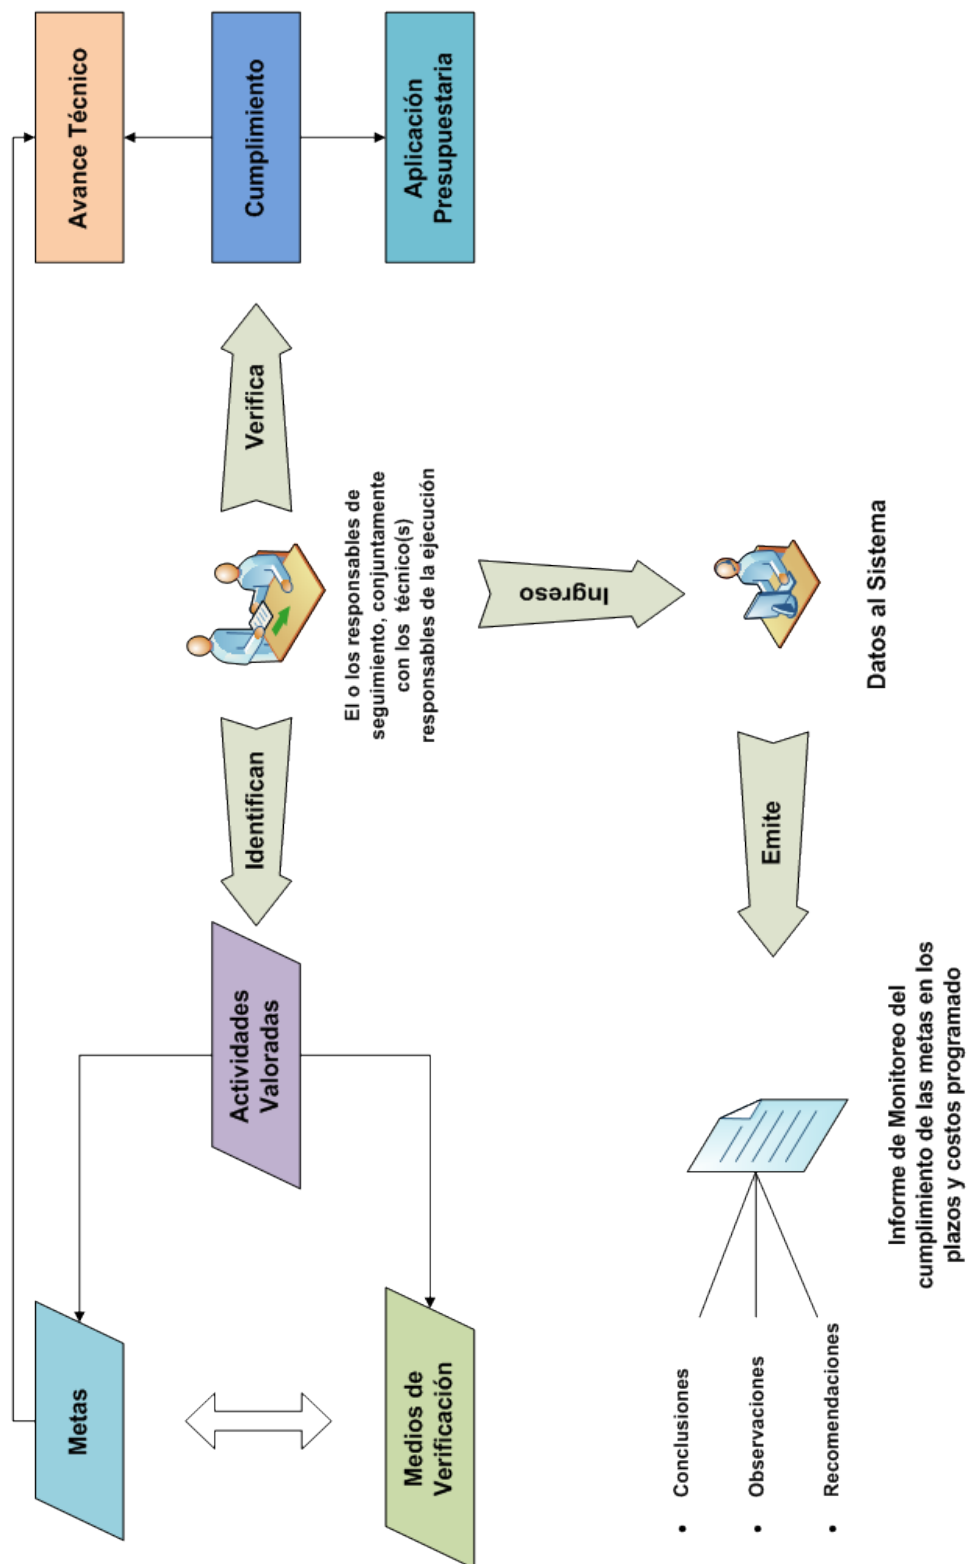 Metas
Medios de
Verificación
Actividades
Valoradas
Identifican
El o los responsables de
seguimiento, conjuntamente
con los técnico(s)
responsables de la ejecución
Verifica
Avance Técnico
Cumplimiento
Aplicación
Presupuestaria
Ingreso
Datos al Sistema
Emite
Informe de Monitoreo del
cumplimiento de las metas en los
plazos y costos programado
• Conclusiones
• Observaciones
• Recomendaciones